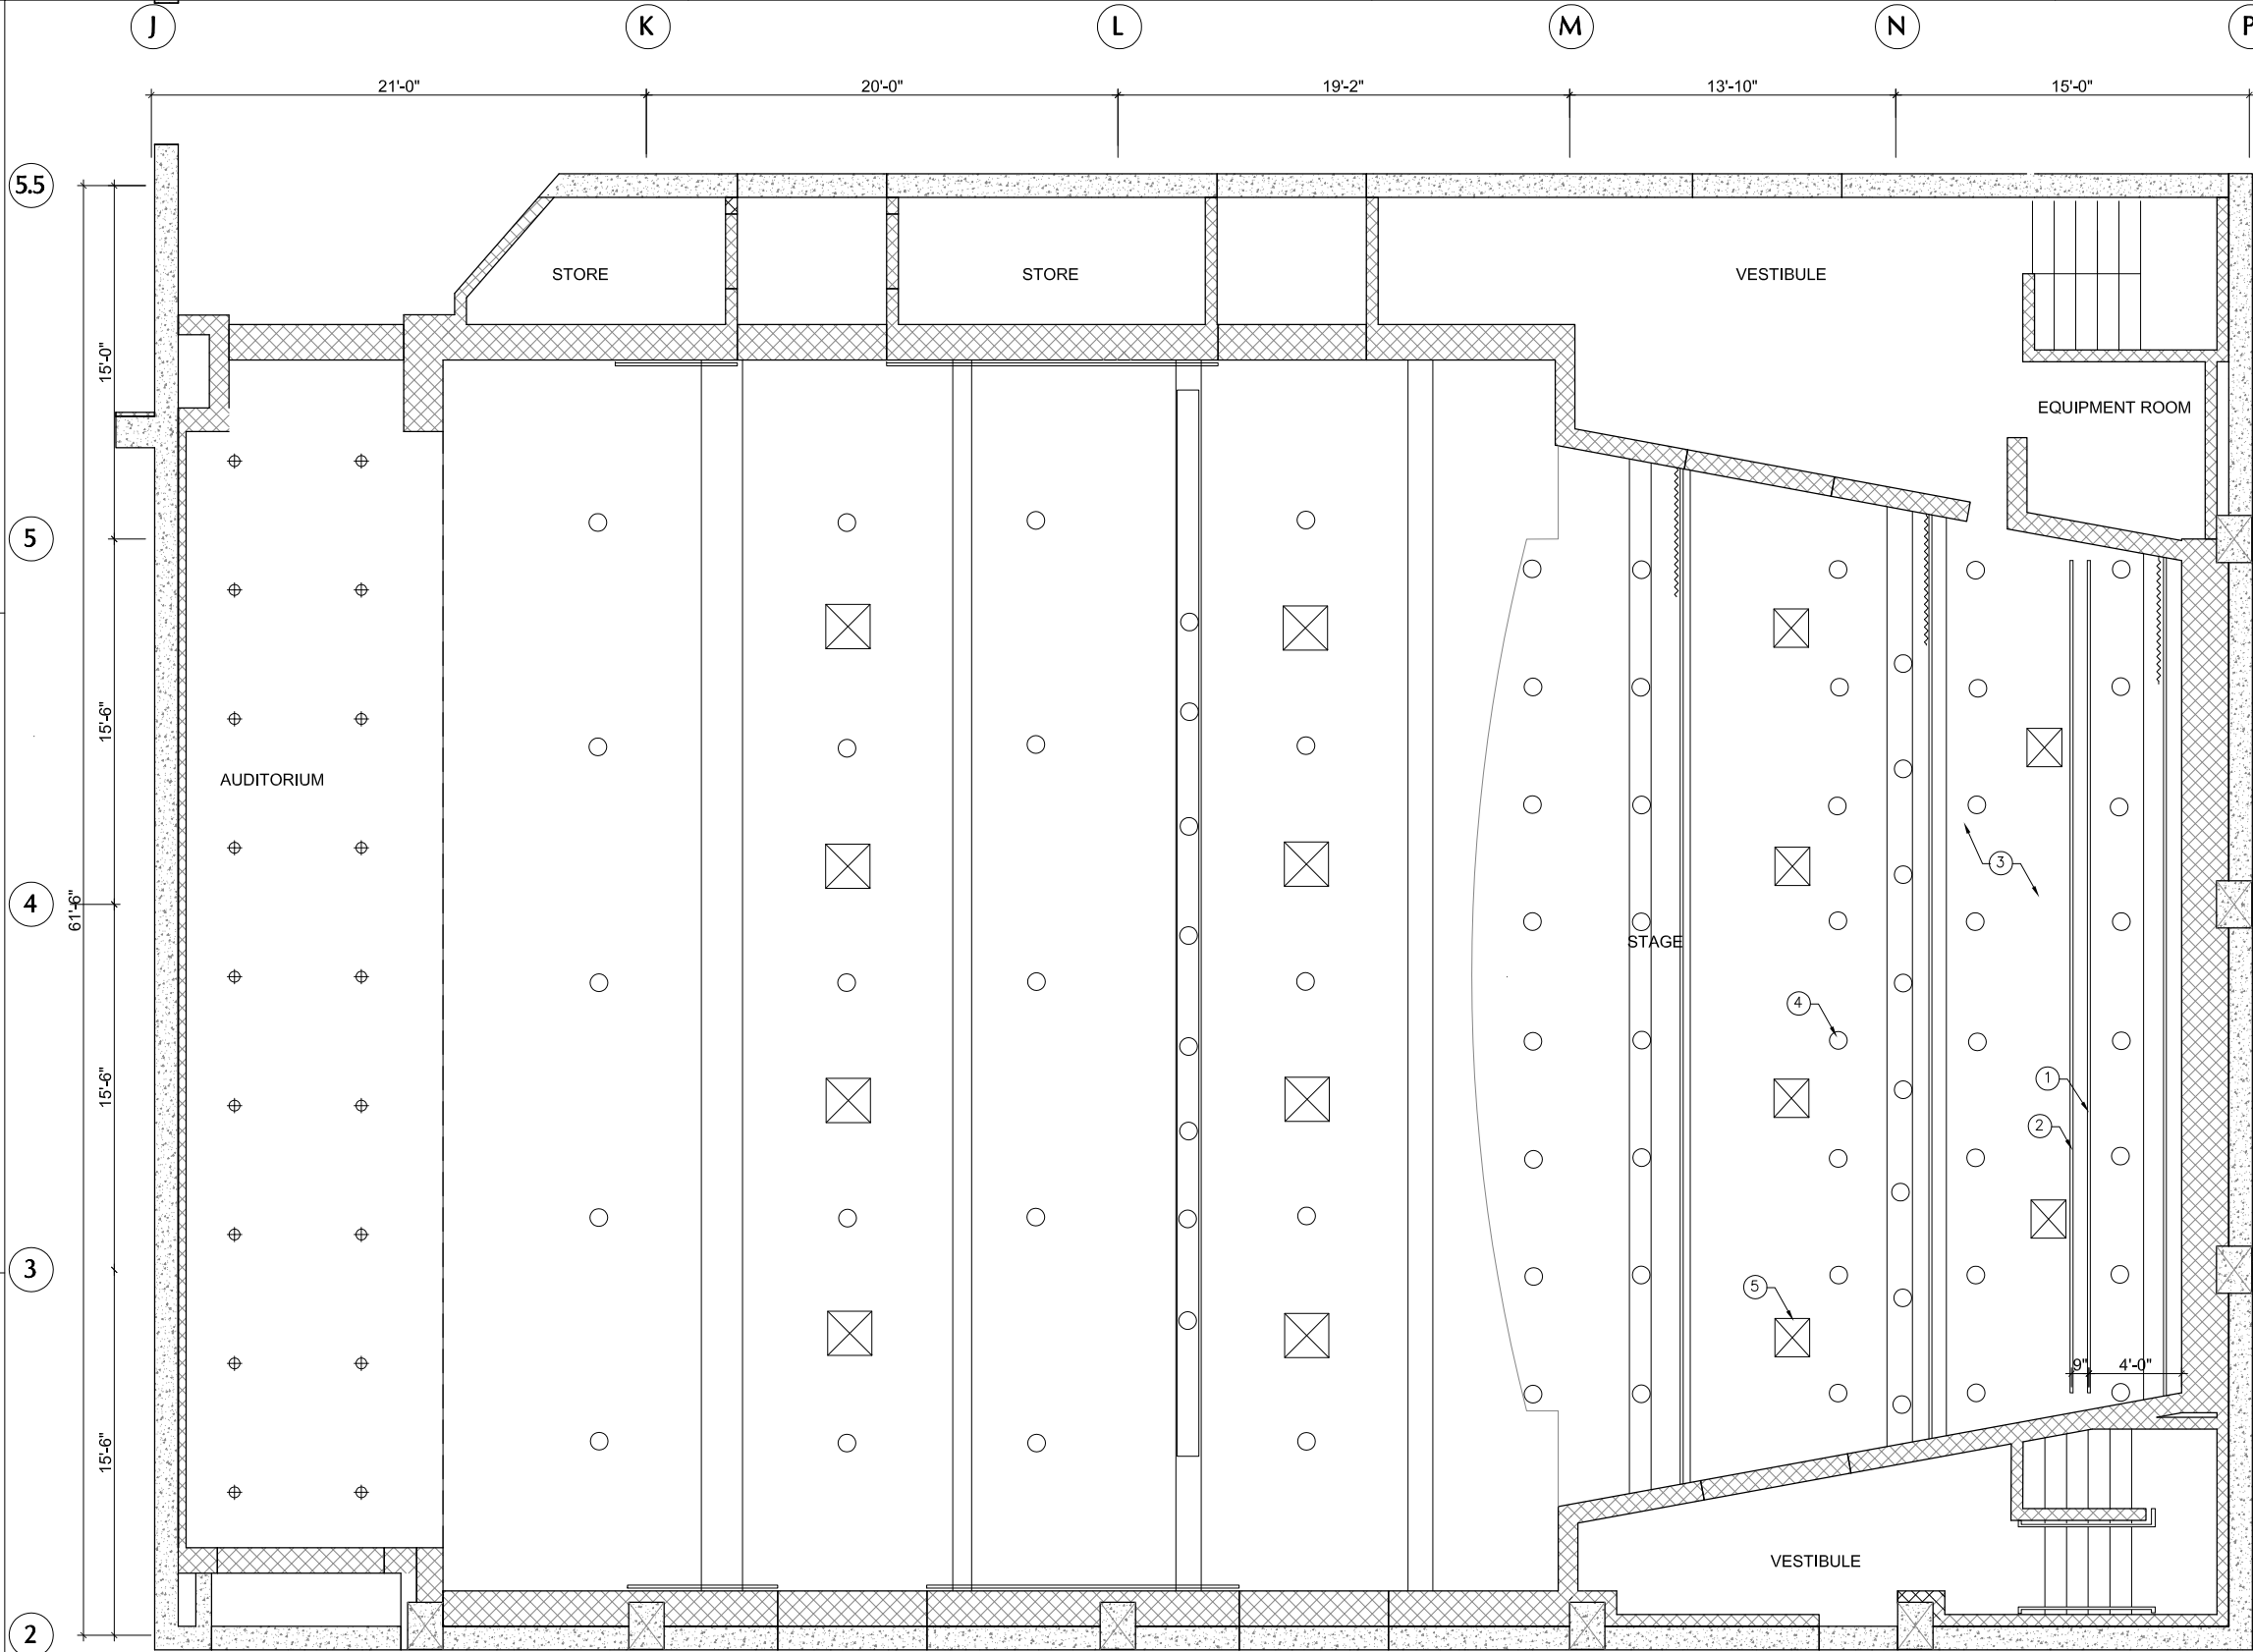 J K L M N P
21'-0" 20'-0" 19'-2" 13'-10" 15'-0"
5.5
STORE STORE VESTIBULE
15'-0"
EQUIPMENT ROOM
5
15'-6"
AUDITORIUM
3
4
61'-6"
STAGE
4
1
15'-6"
2
3
5
9" 4'-0"
15'-6"
VESTIBULE
2